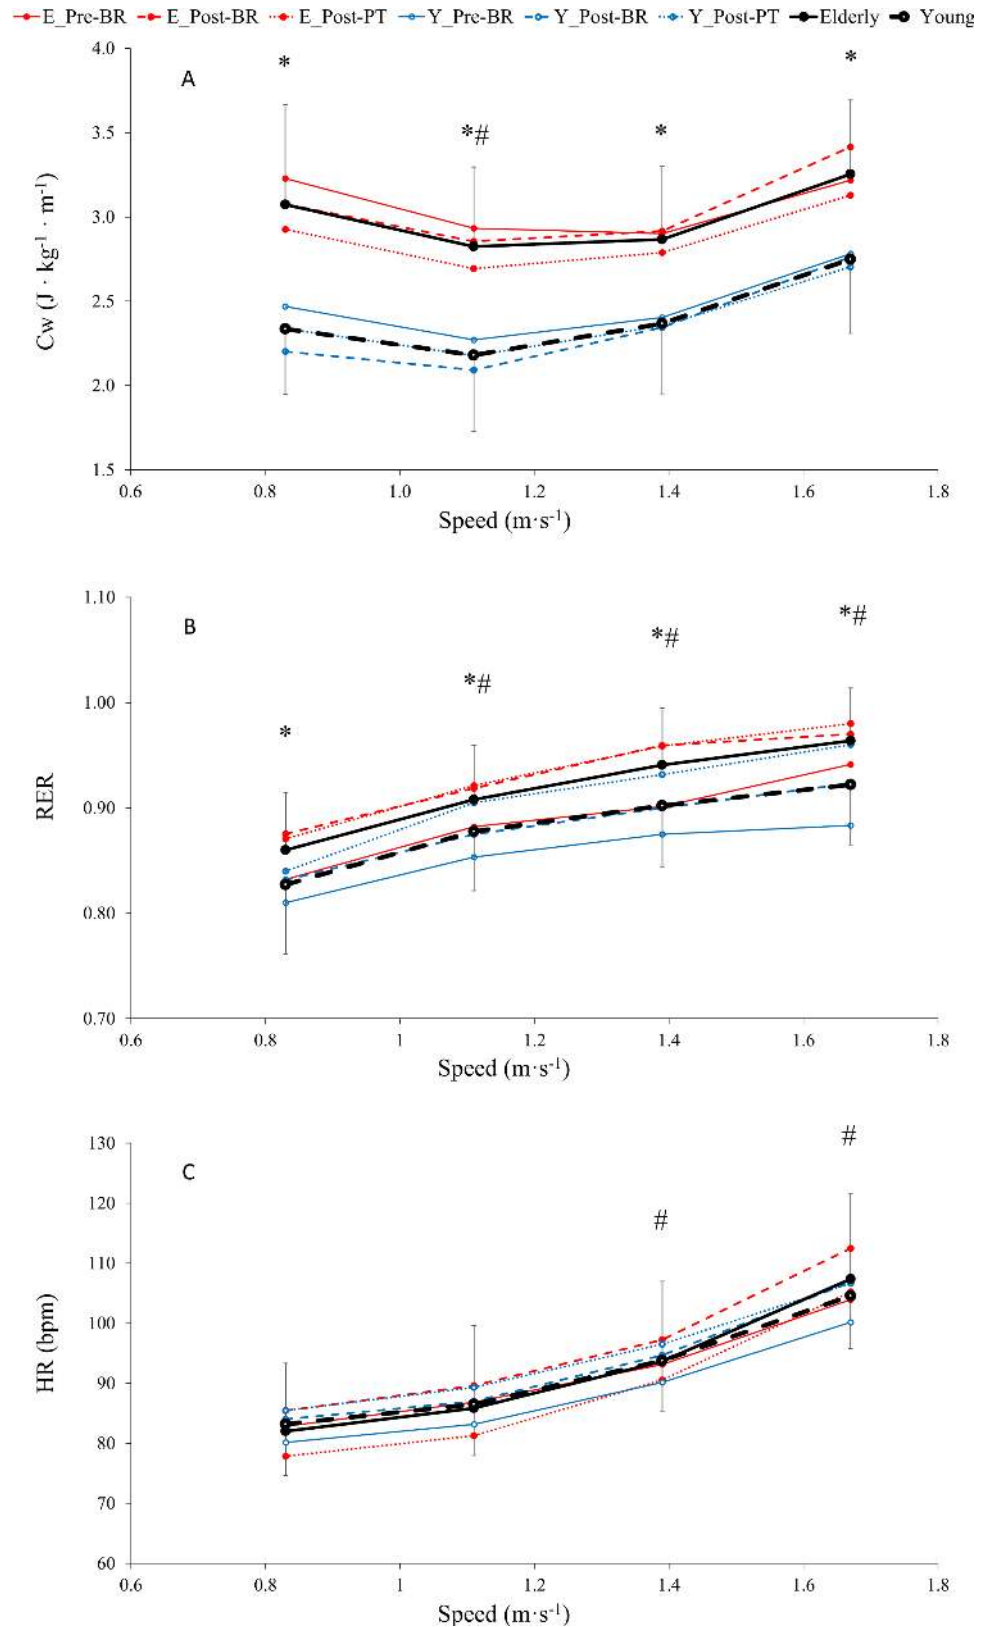 E_Pre-BR E_Post-BR E_Post-PT Y_Pre-BR Y_Post-BR Y_Post-PT Elderly Young
A
* *# * *
4.0
3.5
3.0
2.5
2.0
1.5
Cw (J · kg⁻¹ · m⁻¹)
0.6 0.8 1.0 1.2 1.4 1.6 1.8
Speed (m·s⁻¹)
B
* *# *# *#
1.10
1.00
0.90
0.80
0.70
RER
0.6 0.8 1 1.2 1.4 1.6 1.8
Speed (m·s⁻¹)
C
# #
130
120
110
100
90
80
70
60
HR (bpm)
0.6 0.8 1 1.2 1.4 1.6 1.8
Speed (m·s⁻¹)